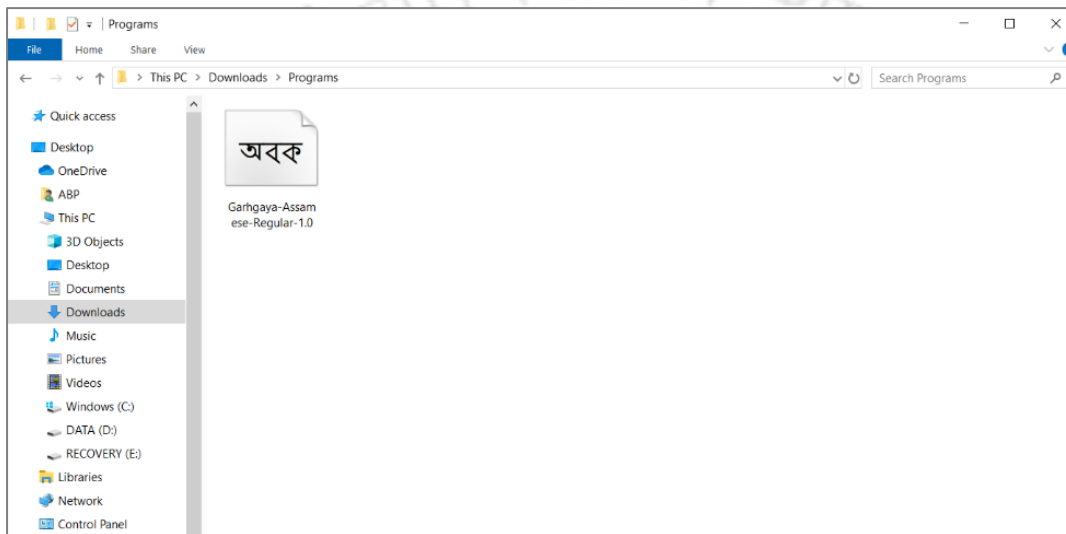 Programs
File Home Share View
This PC > Downloads > Programs
Search Programs
Quick access
Desktop
OneDrive
ABP
This PC
3D Objects
Desktop
Documents
Downloads
Music
Pictures
Videos
Windows (C:)
DATA (D:)
RECOVERY (E:)
Libraries
Network
Control Panel
অবক
Garhgaya-Assam
ese-Regular-1.0